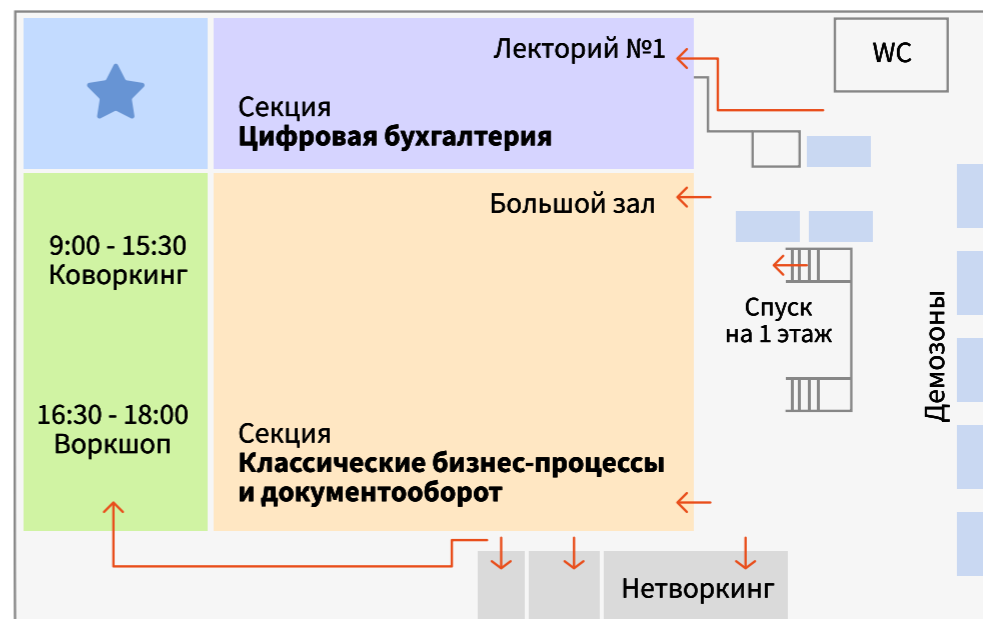 Лекторий №1
WC
Секция
Цифровая бухгалтерия
Большой зал
9:00 - 15:30
Коворкинг
Спуск
на 1 этаж
Демозоны
16:30 - 18:00
Воркшоп
Секция
Классические бизнес-процессы
и документооборот
Нетворкинг